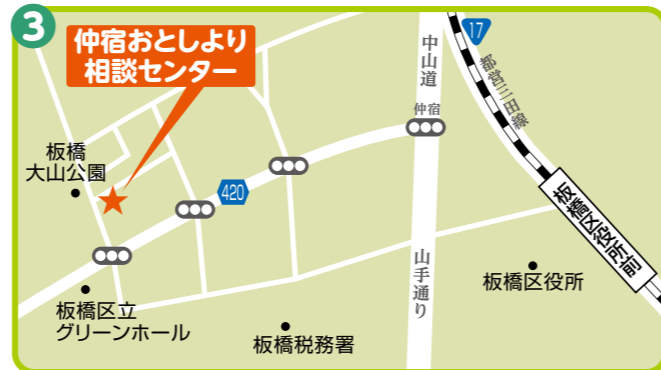 3
仲宿おとしより
相談センター
17
中山道
都営三田線
仲宿
板橋
大山公園
420
板橋区役所前
山手通り
板橋区役所
板橋区立
グリーンホール
板橋税務署